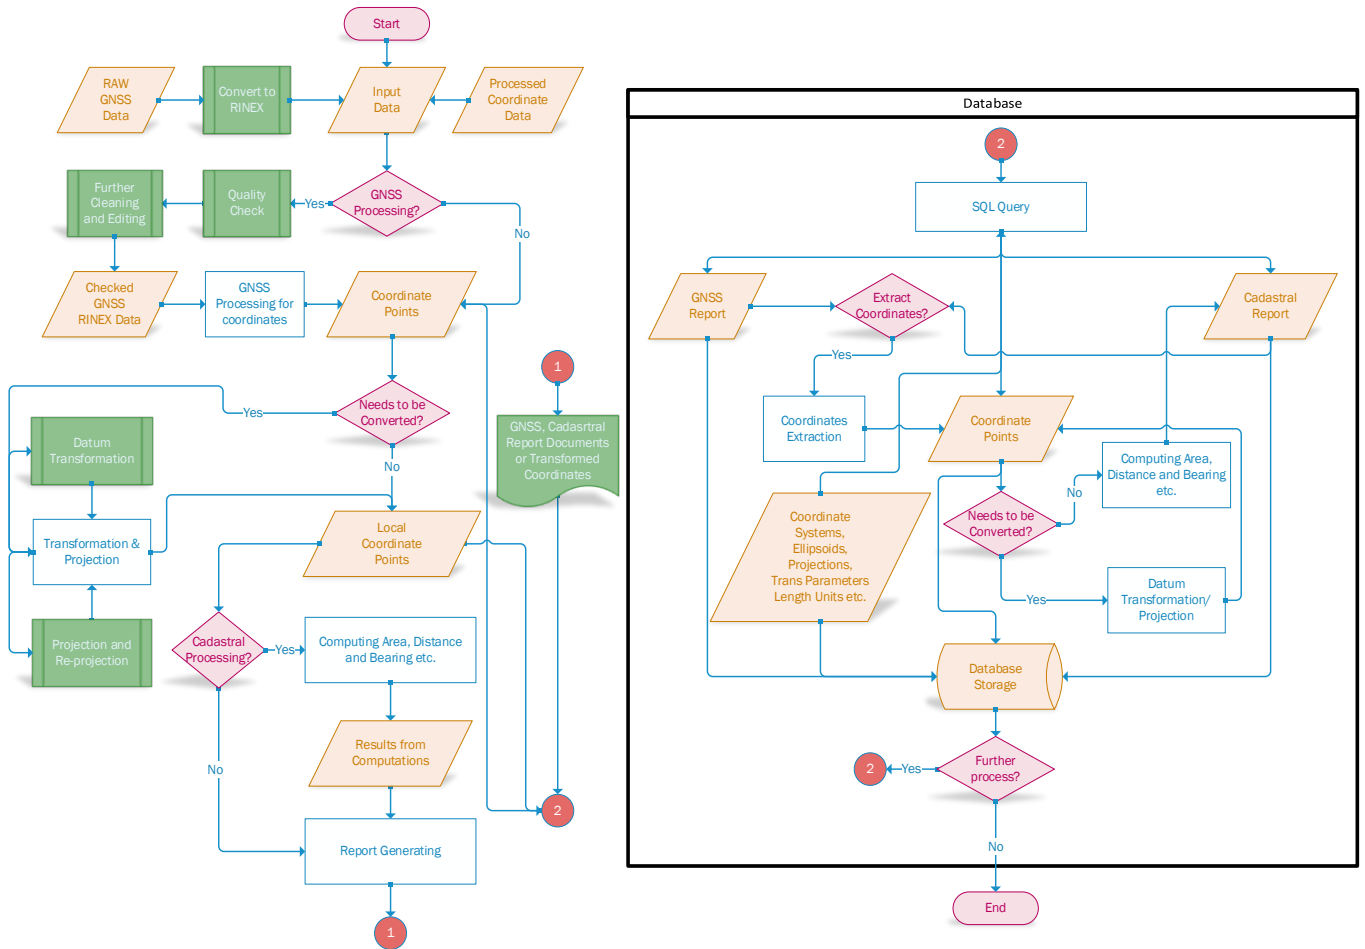 Start
RAW
GNSS
Data
Convert to
RINEX
Input
Data
Processed
Coordinate
Data
Further
Cleaning
and Editing
Quality
Check
Yes
GNSS
Processing?
No
Checked
GNSS
RINEX Data
GNSS
Processing for
coordinates
Coordinate
Points
1
Yes
Needs to be
Converted?
No
GNSS, Cadasrtral
Report Documents
or Transformed
Coordinates
Datum
Transformation
Transformation &
Projection
Local
Coordinate
Points
Projection and
Re-projection
Cadastral
Processing?
Yes
Computing Area, Distance
and Bearing etc.
Results from
Computations
No
2
Report Generating
1
Database
2
SQL Query
GNSS
Report
Extract
Coordinates?
Cadastral
Report
Yes
Coordinates
Extraction
Coordinate
Points
Computing Area,
Distance and Bearing
etc.
No
Needs to be
Converted?
Coordinate
Systems,
Ellipsoids,
Projections,
Trans Parameters
Length Units etc.
Yes
Datum
Transformation/
Projection
Database
Storage
2
Yes
Further
process?
No
End